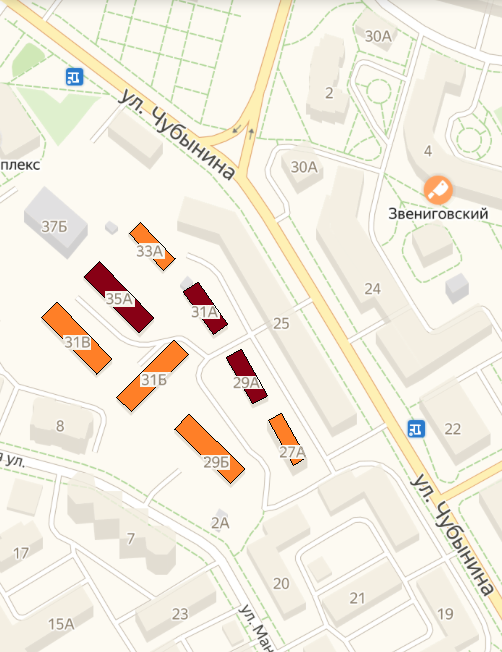 30А
2
ул. Чубынина
4
плекс
30А
Звениговский
37Б
33А
24
35А
31А
25
31В
31Б
29А
8
27А
22
29Б
я ул.
ул. Чубынина
2А
7
17
20
21
19
23
15А
ул. Ман